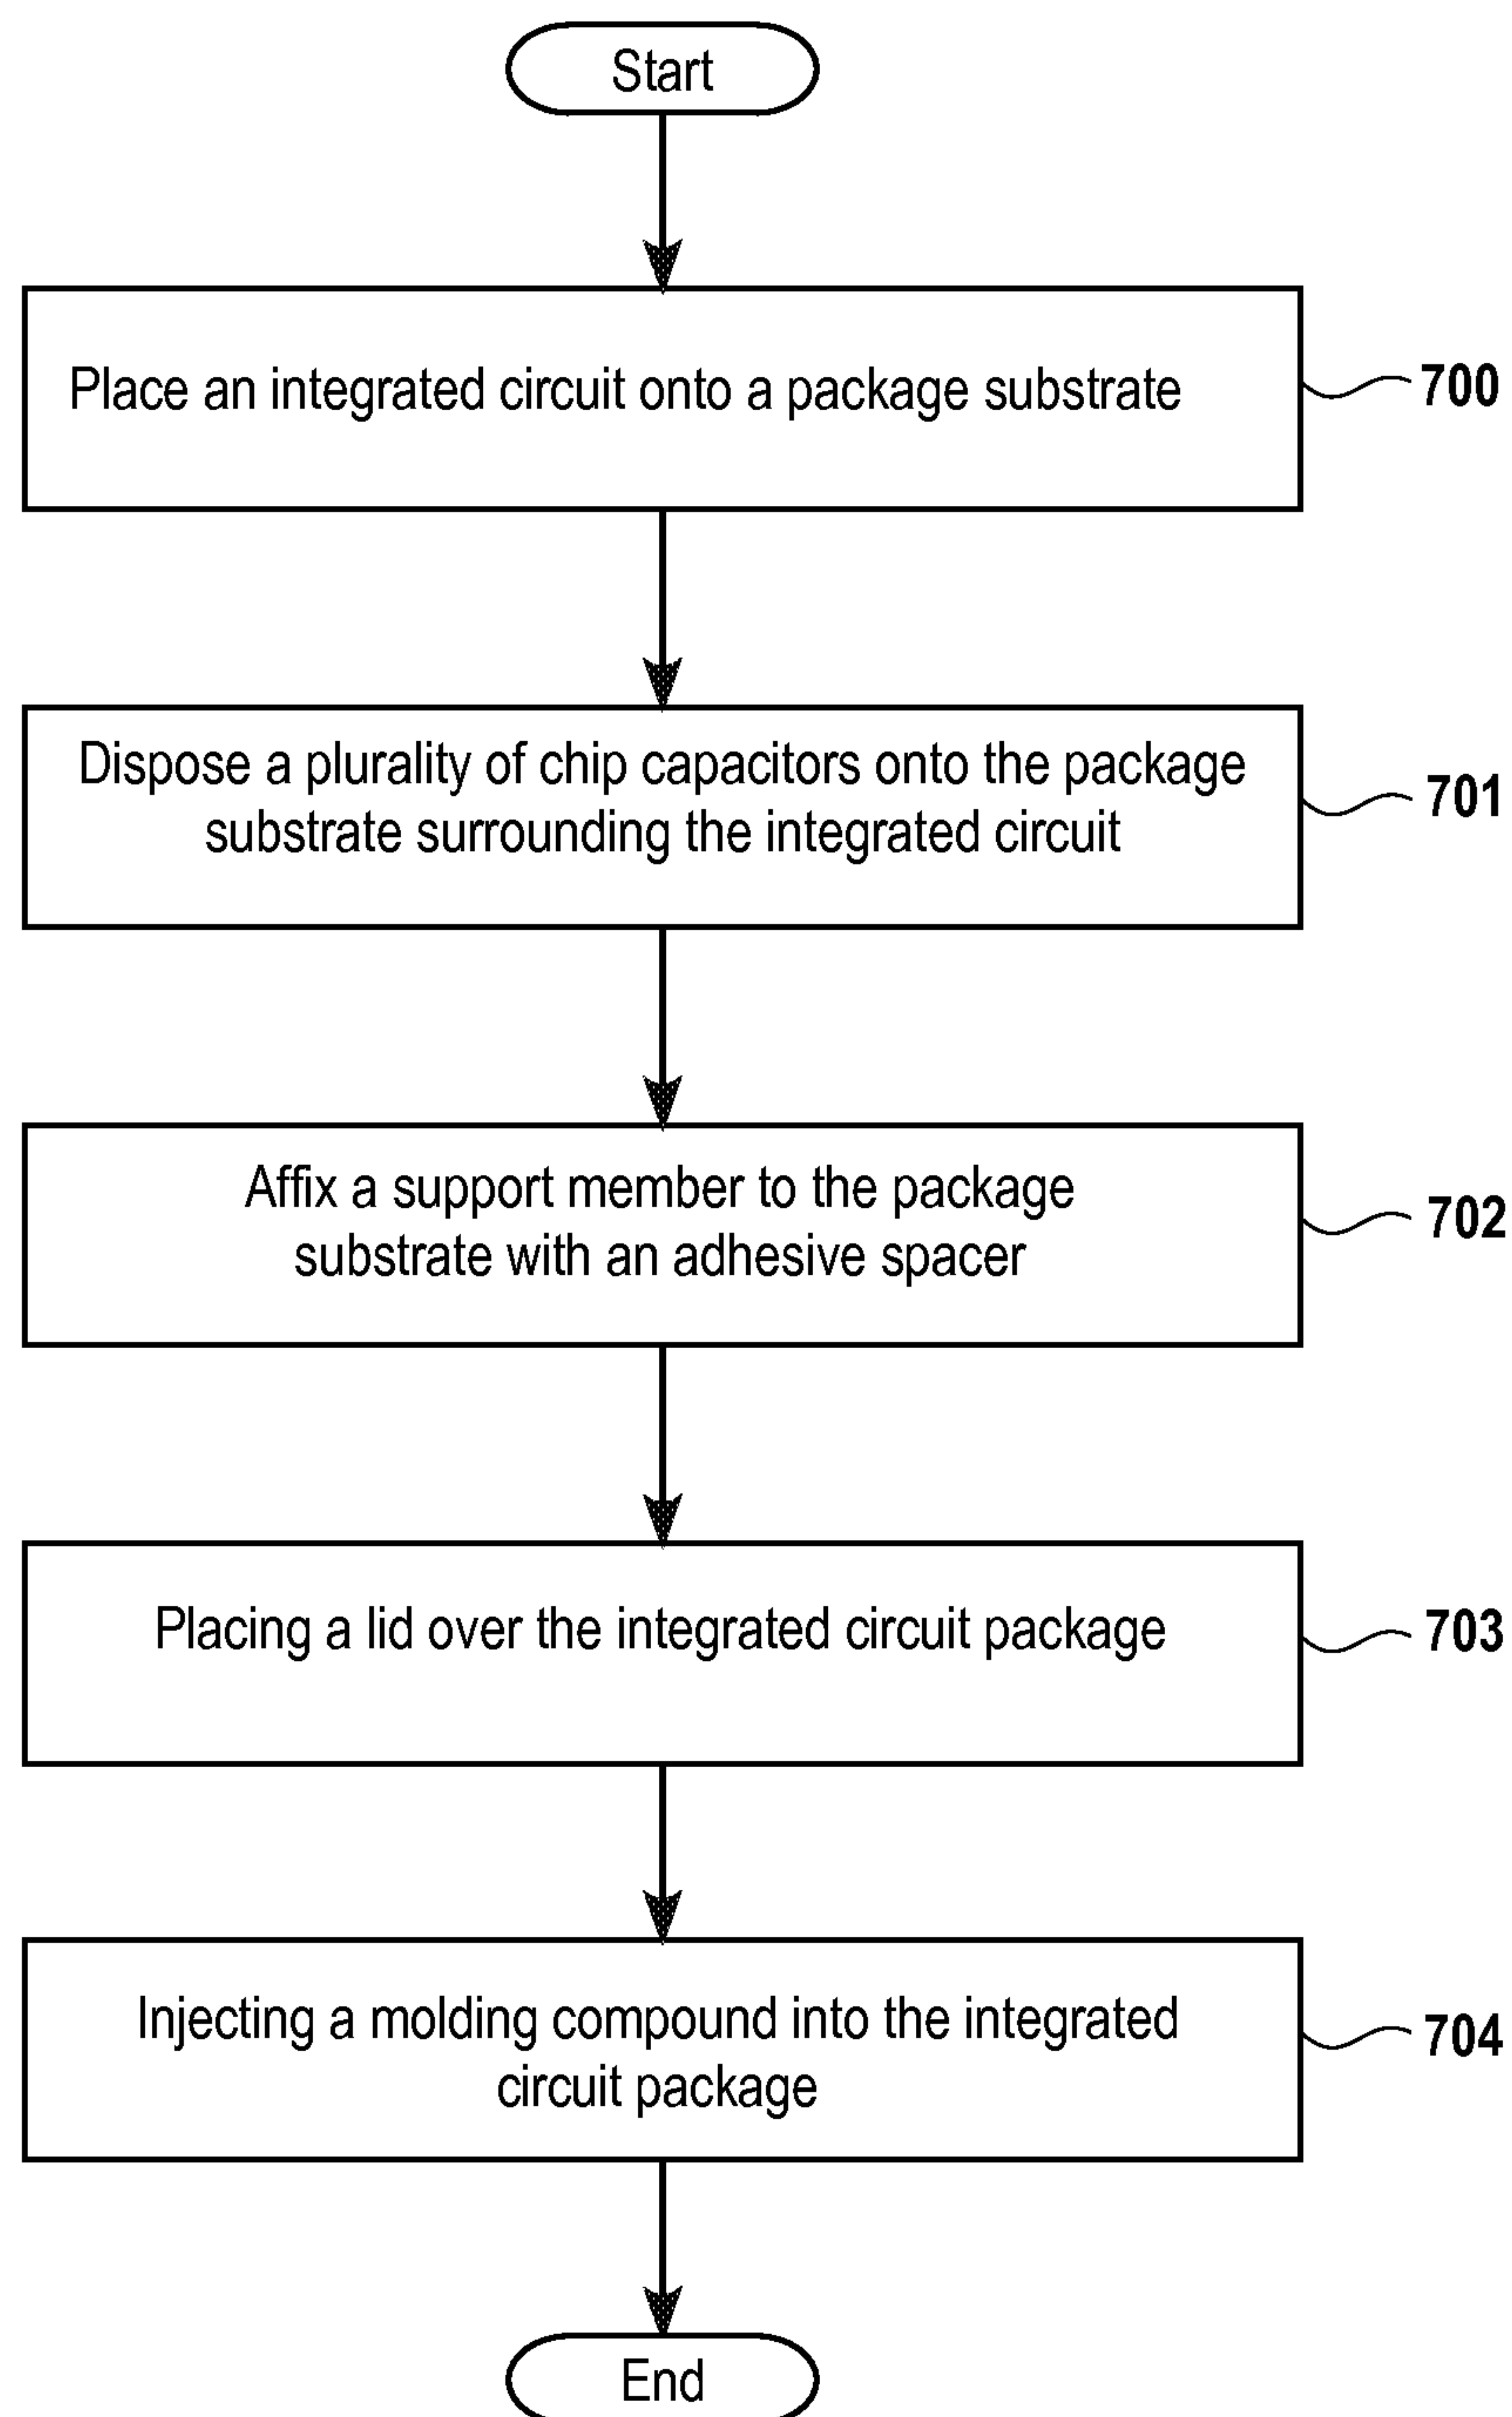 Start
Place an integrated circuit onto a package substrate
700
Dispose a plurality of chip capacitors onto the package
substrate surrounding the integrated circuit
701
Affix a support member to the package
substrate with an adhesive spacer
702
Placing a lid over the integrated circuit package
703
Injecting a molding compound into the integrated
circuit package
704
End